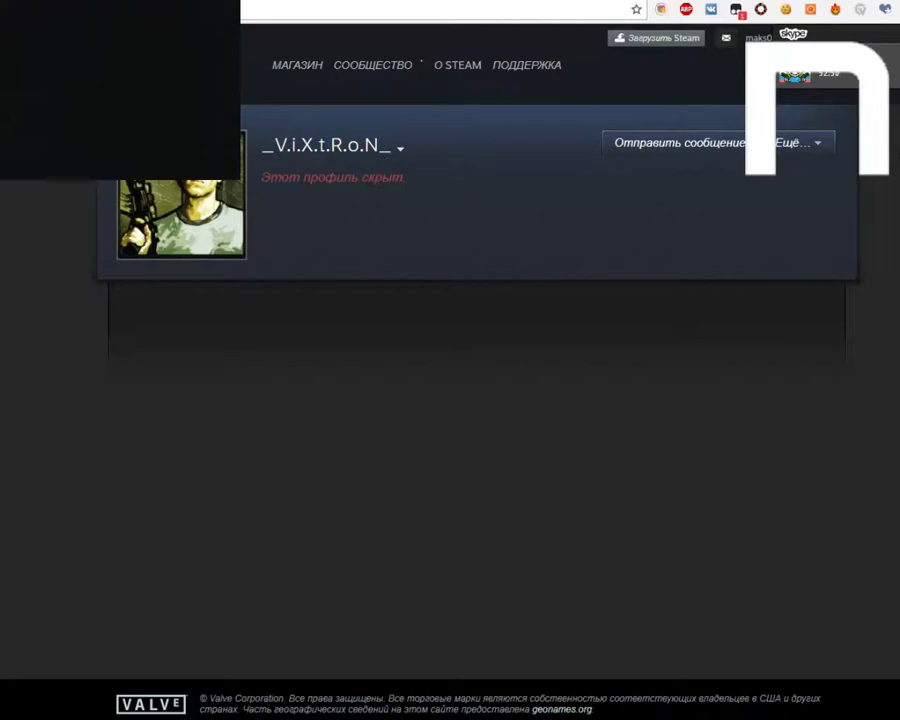 skype
Загрузить Steam
maks0
МАГАЗИН СООБЩЕСТВО О STEAM ПОДДЕРЖКА
_V.i.X.t.R.o.N_
Отправить сообщение Ещё...
Этот профиль скрыт.
VALVE
© Valve Corporation. Все права защищены. Все торговые марки являются собственностью соответствующих владельцев в США и других
странах. Часть географических сведений на этом сайте предоставлена geonames.org.